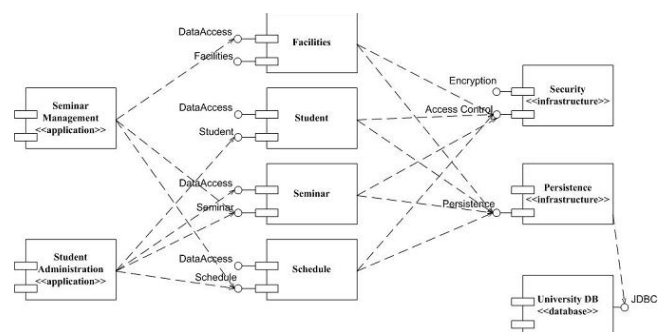 DataAccess
Facilities
Facilities
Encryption
Security
<<infrastructure>>
Access Control
Seminar
Management
<<application>>
DataAccess
Student
Student
DataAccess
Seminar
Seminar
Persistence
<<infrastructure>>
Persistence
Student
Administration
<<application>>
DataAccess
Schedule
Schedule
University DB
<<database>>
JDBC